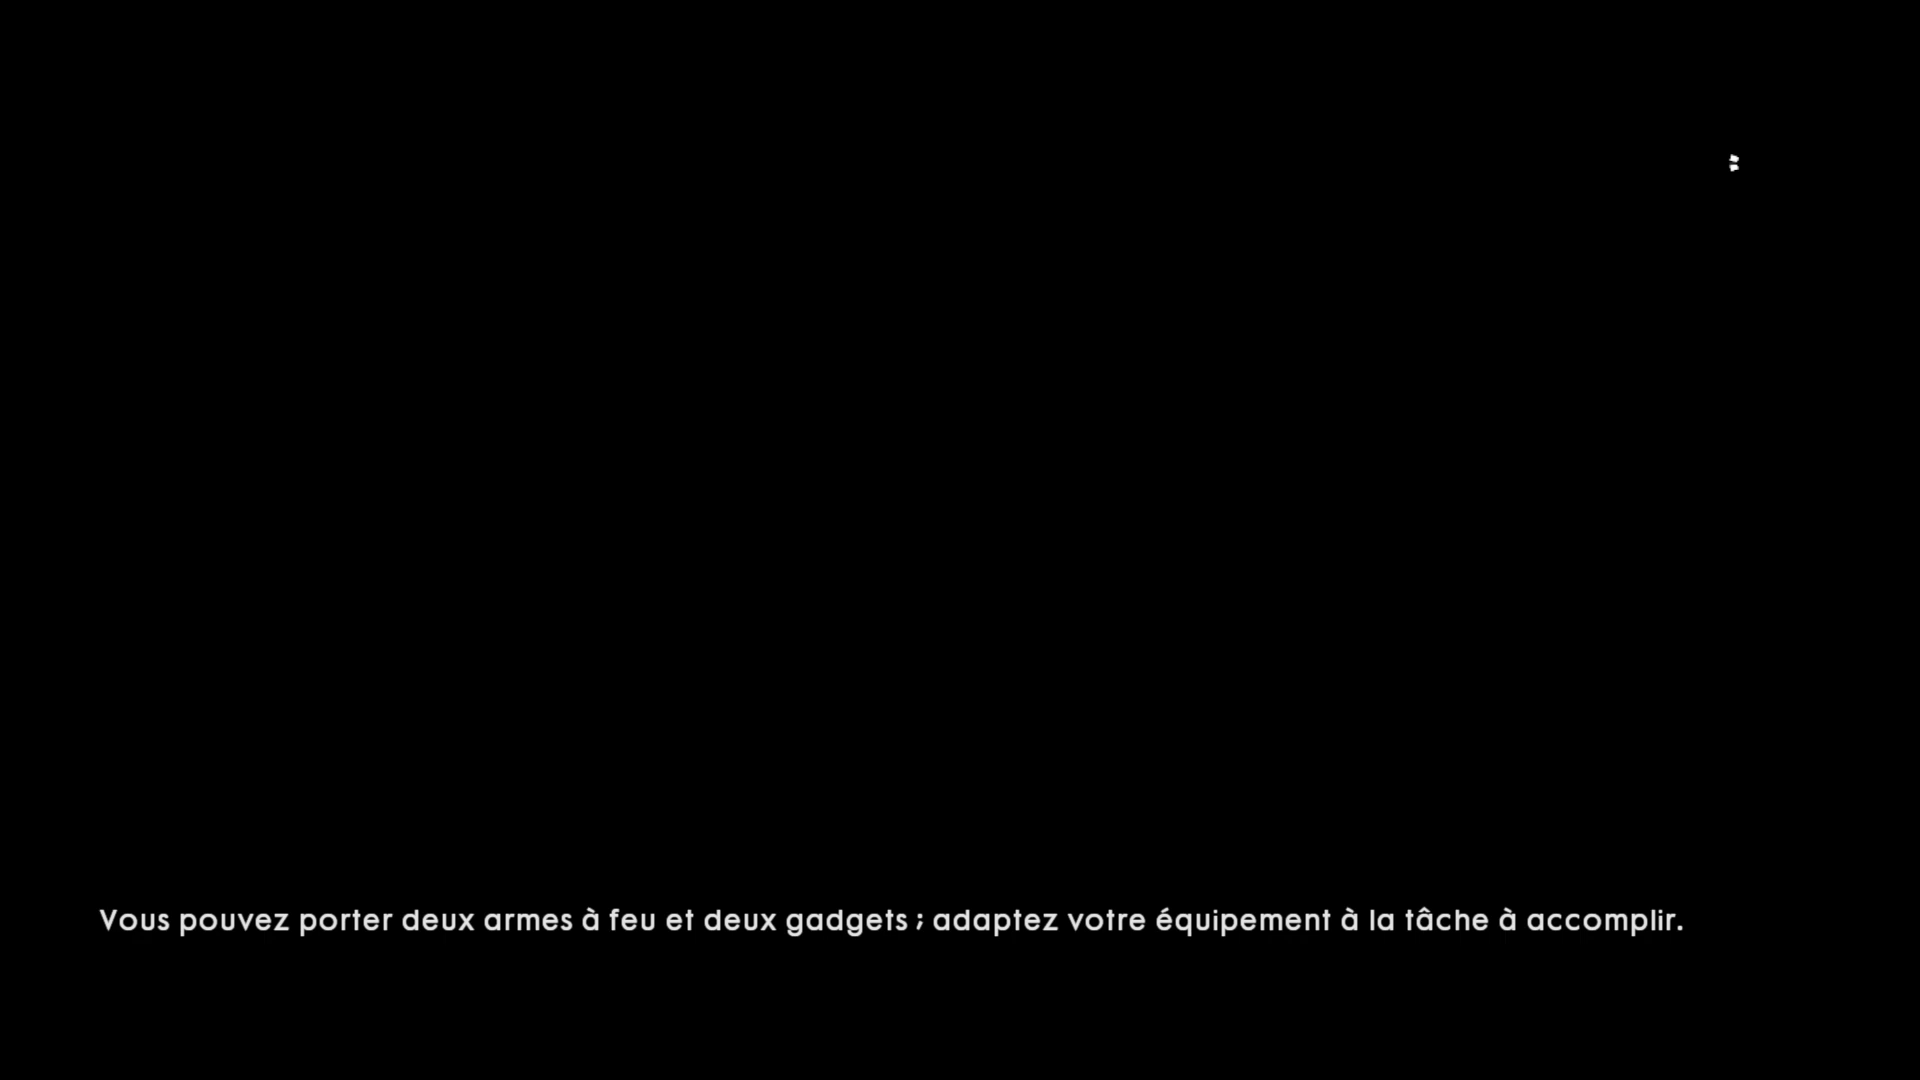 Vous pouvez porter deux armes à feu et deux gadgets ; adaptez votre équipement à la tâche à accomplir.